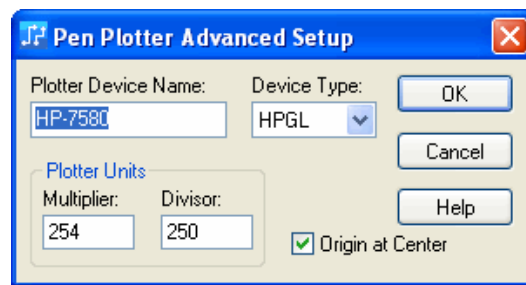 Pen Plotter Advanced Setup
Plotter Device Name:
Device Type:
OK
HP-7580
HPGL
Cancel
Plotter Units
Multiplier:
Divisor:
Help
254
250
Origin at Center